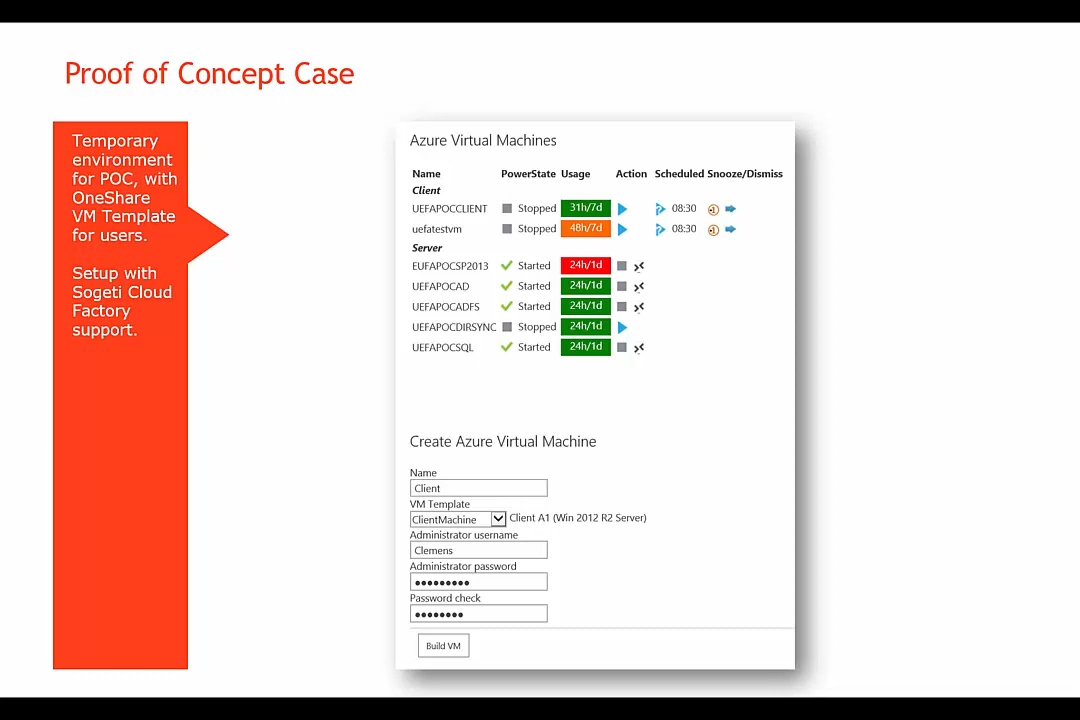 Proof of Concept Case
Temporary
environment
for POC, with
OneShare
VM Template
for users.
Setup with
Sogeti Cloud
Factory
support.
Azure Virtual Machines
Name PowerState Usage Action Scheduled Snooze/Dismiss
Client
UEFAPOCCLIENT Stopped 31h/7d 08:30
uefatestvm Stopped 48h/7d 08:30
Server
EUFAPOCSP2013 Started 24h/1d
UEFAPOCAD Started 24h/1d
UEFAPOCADFS Started 24h/1d
UEFAPOCDIRSYNC Stopped 24h/1d
UEFAPOCSQL Started 24h/1d
Create Azure Virtual Machine
Name
Client
VM Template
ClientMachine Client A1 (Win 2012 R2 Server)
Administrator username
Clemens
Administrator password
●●●●●●●●●
Password check
●●●●●●●●
Build VM